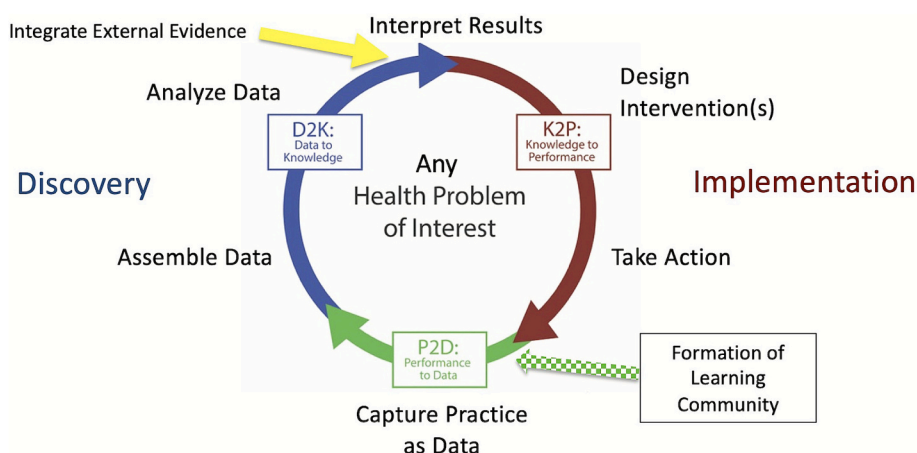 Integrate External Evidence
Interpret Results
Analyze Data
Design
Intervention(s)
D2K:
Data to
Knowledge
K2P:
Knowledge to
Performance
Any
Health Problem
of Interest
Discovery
Implementation
Assemble Data
Take Action
P2D:
Performance
to Data
Formation of
Learning
Community
Capture Practice
as Data